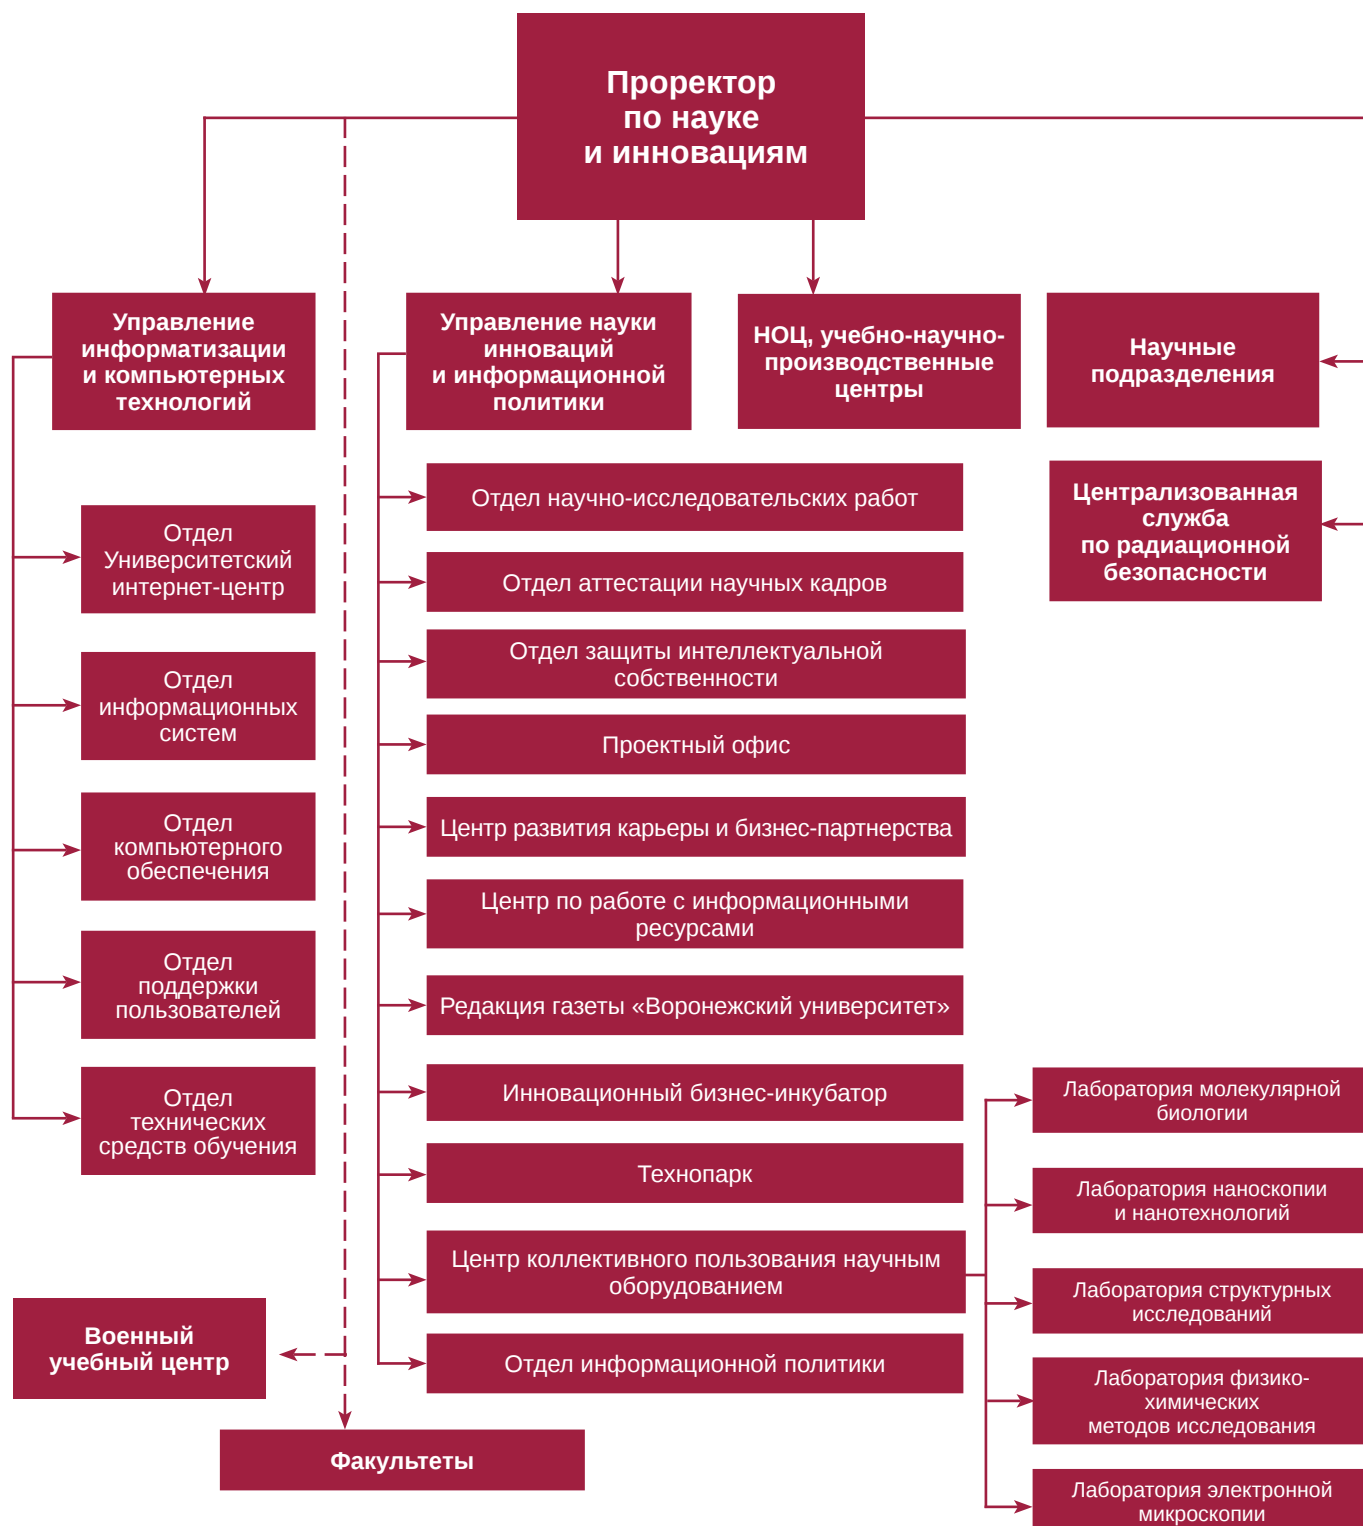 Проректор
по науке
и инновациям
Управление
информатизации
и компьютерных
технологий
Управление науки
инноваций
и информационной
политики
НОЦ, учебно-научно-
производственные
центры
Научные
подразделения
Централизованная
служба
по радиационной
безопасности
Отдел
Университетский
интернет-центр
Отдел
информационных
систем
Отдел
компьютерного
обеспечения
Отдел
поддержки
пользователей
Отдел
технических
средств обучения
Отдел научно-исследовательских работ
Отдел аттестации научных кадров
Отдел защиты интеллектуальной
собственности
Проектный офис
Центр развития карьеры и бизнес-партнерства
Центр по работе с информационными
ресурсами
Редакция газеты «Воронежский университет»
Инновационный бизнес-инкубатор
Технопарк
Центр коллективного пользования научным
оборудованием
Отдел информационной политики
Лаборатория молекулярной
биологии
Лаборатория наноскопии
и нанотехнологий
Лаборатория структурных
исследований
Лаборатория физико-
химических
методов исследования
Лаборатория электронной
микроскопии
Военный
учебный центр
Факультеты